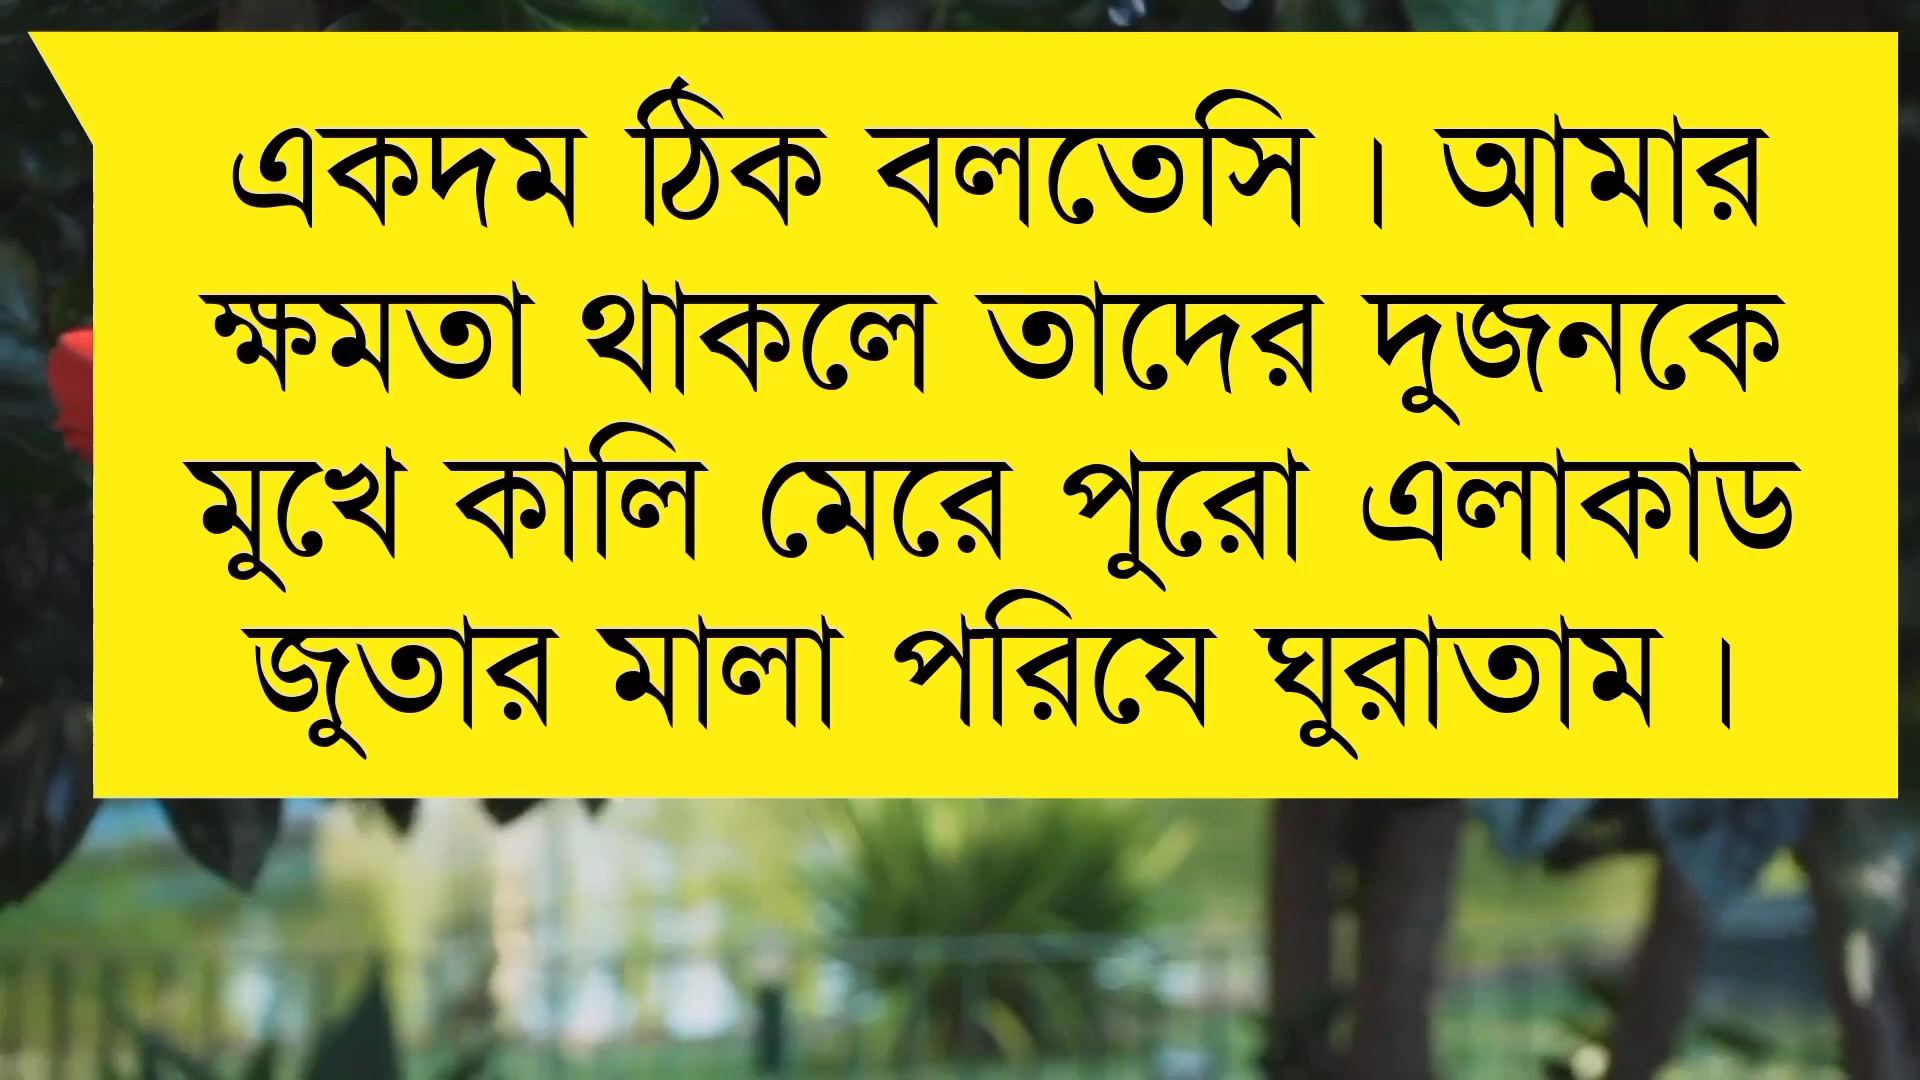 একদম ঠিক বলতেসি । আমার
ক্ষমতা থাকলে তাদের দুজনকে
মুখে কালি মেরে পুরো এলাকাড
জুতার মালা পরিযে ঘুরাতাম ।